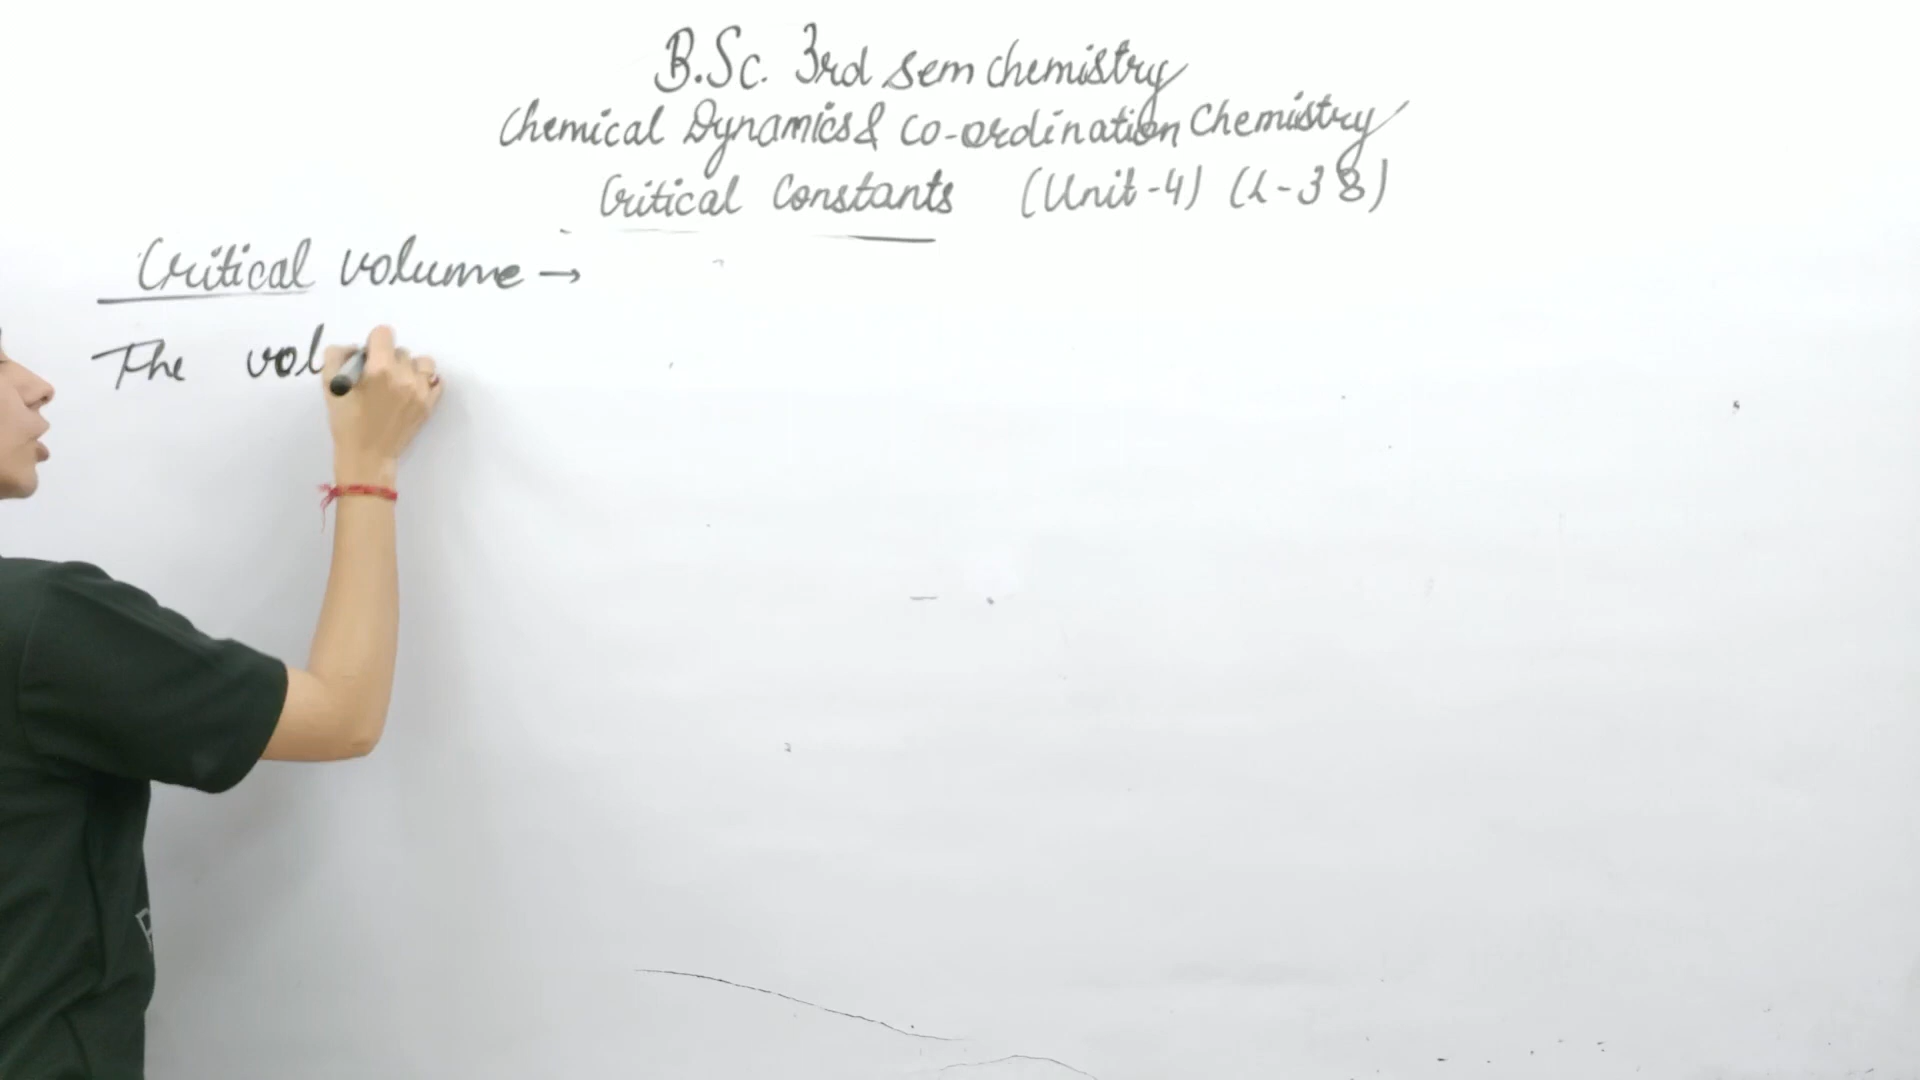 B.Sc. 3rd sem chemistry
Chemical Dynamics & Co-ordination Chemistry
Critical Constants (Unit-4) (L-38)
Critical volume →
The vol